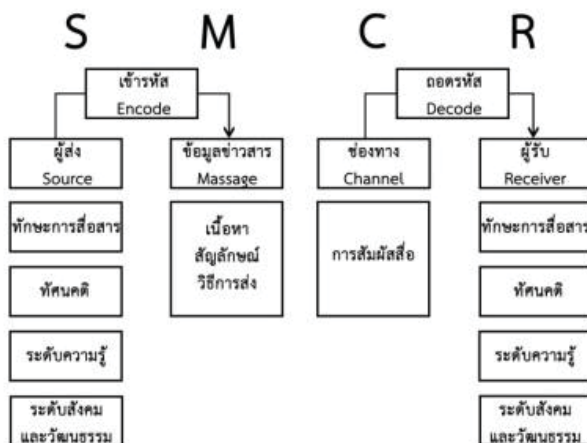 S M C R
เข้ารหัส
Encode
ถอดรหัส
Decode
ผู้ส่ง
Source
ข้อมูลข่าวสาร
Massage
ช่องทาง
Channel
ผู้รับ
Receiver
ทักษะการสื่อสาร
ทัศนคติ
ระดับความรู้
ระดับสังคม
และวัฒนธรรม
เนื้อหา
สัญลักษณ์
วิธีการส่ง
การสัมผัสสื่อ
ทักษะการสื่อสาร
ทัศนคติ
ระดับความรู้
ระดับสังคม
และวัฒนธรรม